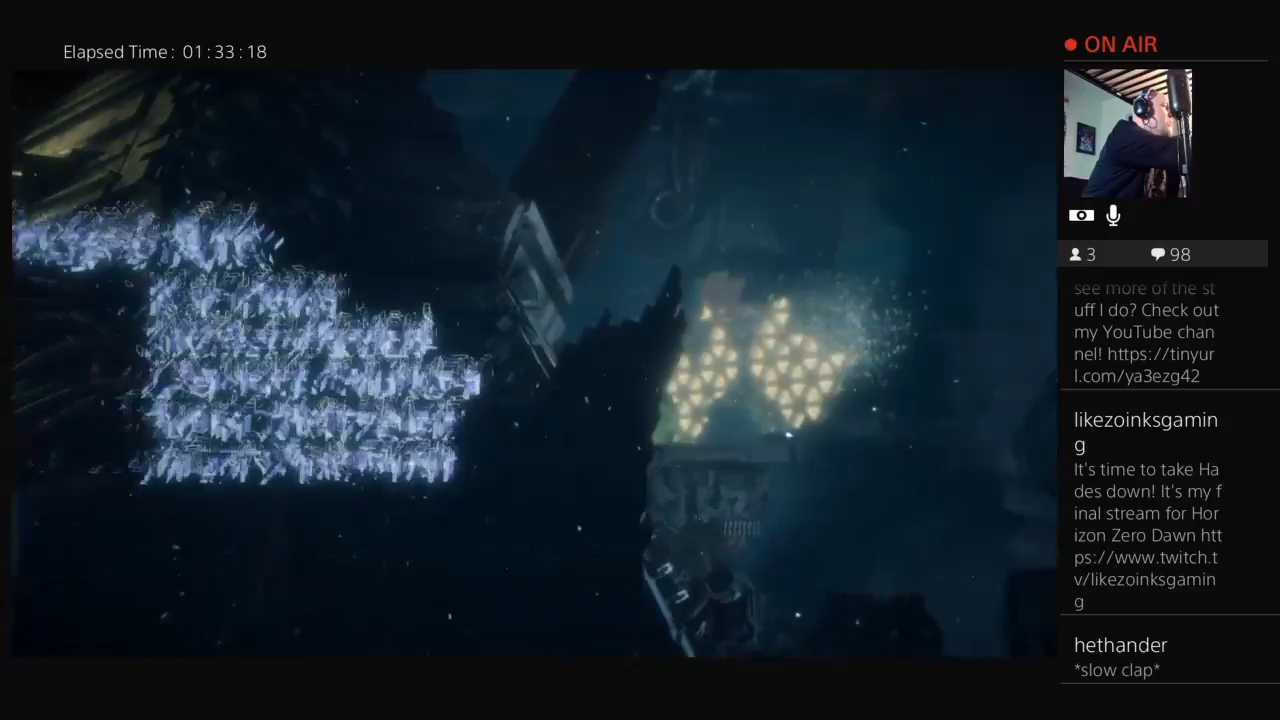 Elapsed Time: 01:33:18
ON AIR
3
98
see more of the st
uff I do? Check out
my YouTube chan
nel! https://tinyur
l.com/ya3ezg42
likezoinksgamin
g
It's time to take Ha
des down! It's my f
inal stream for Hor
izon Zero Dawn htt
ps://www.twitch.t
v/likezoinksgamin
g
hethander
*slow clap*